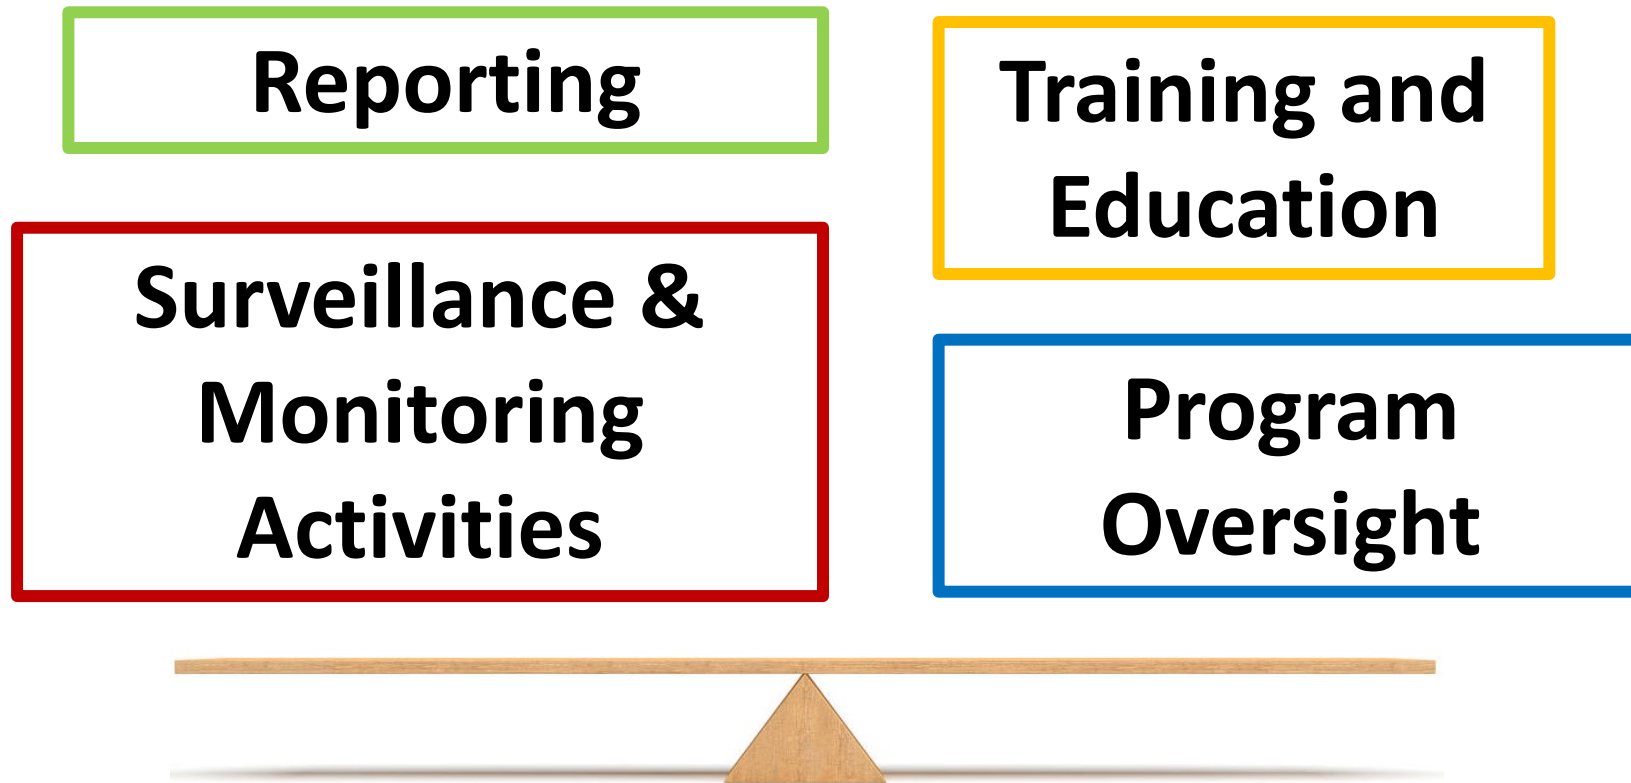 Reporting
Surveillance &
Monitoring
Activities
Training and
Education
Program
Oversight